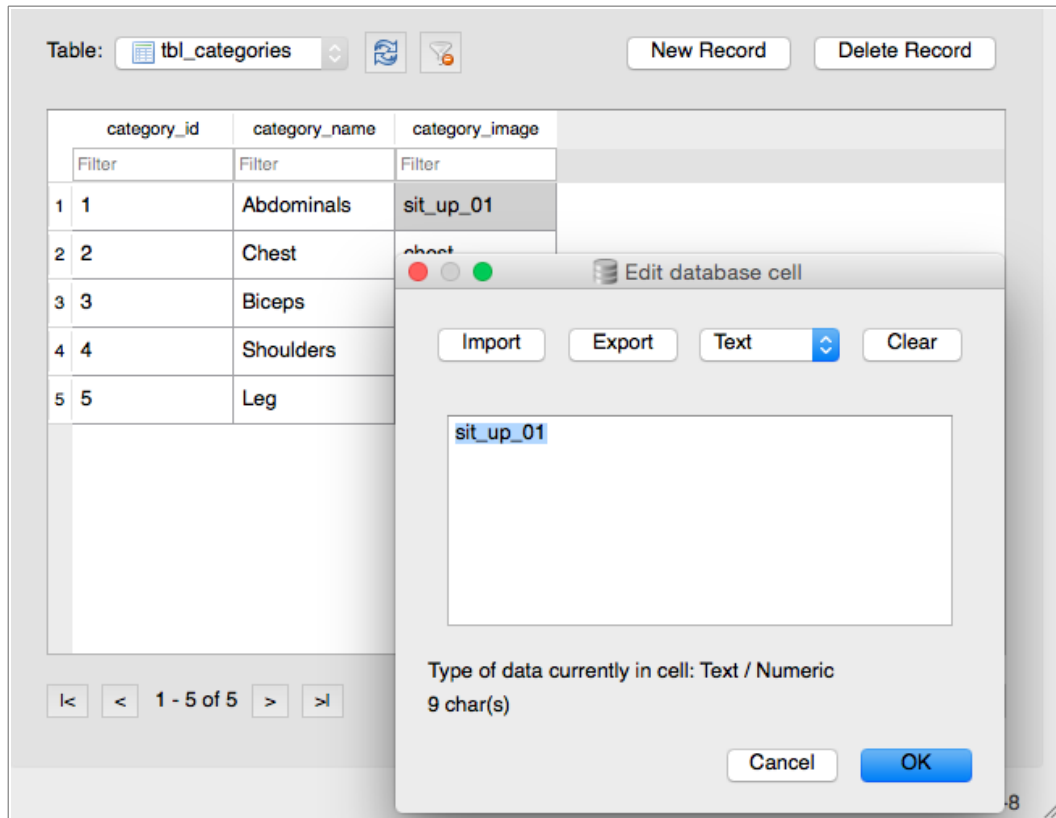 Table: tbl_categories New Record Delete Record
category_id category_name category_image
Filter Filter Filter
1 1 Abdominals sit_up_01
2 2 Chest chest
3 3 Biceps
4 4 Shoulders
5 5 Leg
Edit database cell
Import Export Text Clear
sit_up_01
Type of data currently in cell: Text / Numeric
9 char(s)
|< < 1 - 5 of 5 > >|
Cancel OK
-8